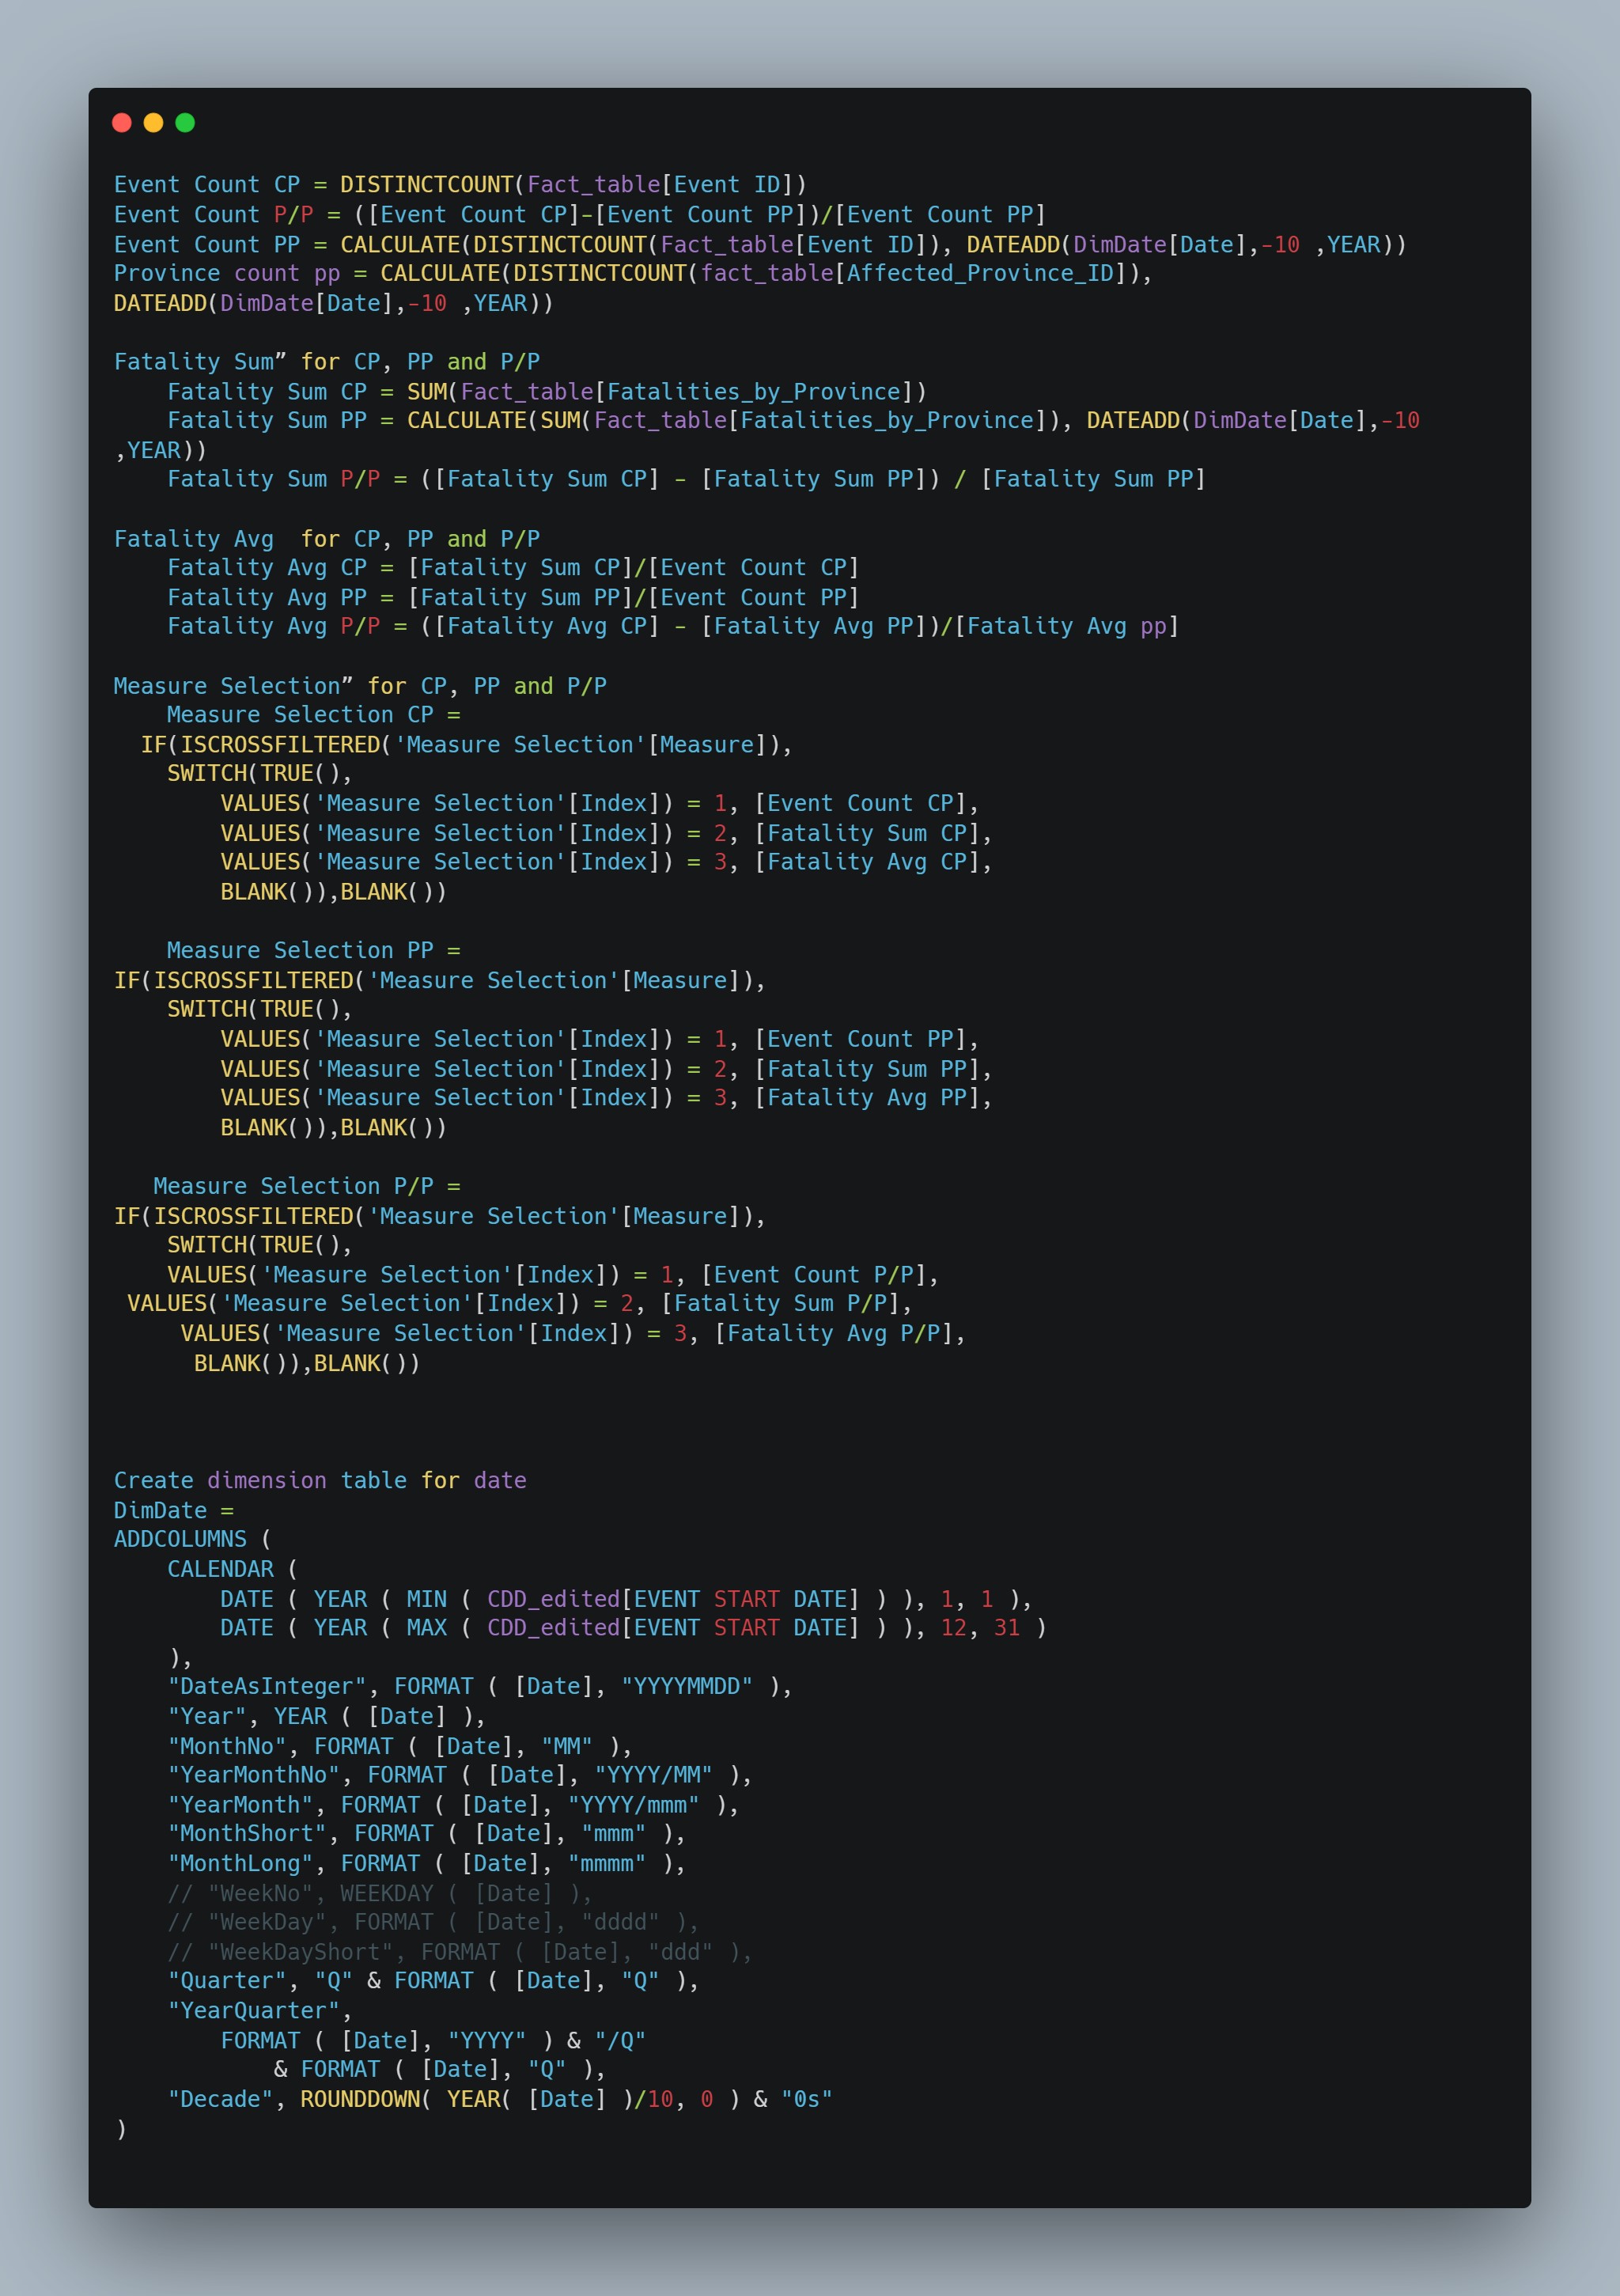 Event Count CP = DISTINCTCOUNT(Fact_table[Event ID])
Event Count P/P = ([Event Count CP]-[Event Count PP])/[Event Count PP]
Event Count PP = CALCULATE(DISTINCTCOUNT(Fact_table[Event ID]), DATEADD(DimDate[Date],-10 ,YEAR))
Province count pp = CALCULATE(DISTINCTCOUNT(fact_table[Affected_Province_ID]),
DATEADD(DimDate[Date],-10 ,YEAR))

Fatality Sum” for CP, PP and P/P
    Fatality Sum CP = SUM(Fact_table[Fatalities_by_Province])
    Fatality Sum PP = CALCULATE(SUM(Fact_table[Fatalities_by_Province]), DATEADD(DimDate[Date],-10
,YEAR))
    Fatality Sum P/P = ([Fatality Sum CP] - [Fatality Sum PP]) / [Fatality Sum PP]

Fatality Avg  for CP, PP and P/P
    Fatality Avg CP = [Fatality Sum CP]/[Event Count CP]
    Fatality Avg PP = [Fatality Sum PP]/[Event Count PP]
    Fatality Avg P/P = ([Fatality Avg CP] - [Fatality Avg PP])/[Fatality Avg pp]

Measure Selection” for CP, PP and P/P
    Measure Selection CP =
  IF(ISCROSSFILTERED('Measure Selection'[Measure]),
    SWITCH(TRUE(),
        VALUES('Measure Selection'[Index]) = 1, [Event Count CP],
        VALUES('Measure Selection'[Index]) = 2, [Fatality Sum CP],
        VALUES('Measure Selection'[Index]) = 3, [Fatality Avg CP],
        BLANK()),BLANK())

    Measure Selection PP =
IF(ISCROSSFILTERED('Measure Selection'[Measure]),
    SWITCH(TRUE(),
        VALUES('Measure Selection'[Index]) = 1, [Event Count PP],
        VALUES('Measure Selection'[Index]) = 2, [Fatality Sum PP],
        VALUES('Measure Selection'[Index]) = 3, [Fatality Avg PP],
        BLANK()),BLANK())

   Measure Selection P/P =
IF(ISCROSSFILTERED('Measure Selection'[Measure]),
    SWITCH(TRUE(),
    VALUES('Measure Selection'[Index]) = 1, [Event Count P/P],
 VALUES('Measure Selection'[Index]) = 2, [Fatality Sum P/P],
     VALUES('Measure Selection'[Index]) = 3, [Fatality Avg P/P],
      BLANK()),BLANK())

Create dimension table for date
DimDate =
ADDCOLUMNS (
    CALENDAR (
        DATE ( YEAR ( MIN ( CDD_edited[EVENT START DATE] ) ), 1, 1 ),
        DATE ( YEAR ( MAX ( CDD_edited[EVENT START DATE] ) ), 12, 31 )
    ),
    "DateAsInteger", FORMAT ( [Date], "YYYYMMDD" ),
    "Year", YEAR ( [Date] ),
    "MonthNo", FORMAT ( [Date], "MM" ),
    "YearMonthNo", FORMAT ( [Date], "YYYY/MM" ),
    "YearMonth", FORMAT ( [Date], "YYYY/mmm" ),
    "MonthShort", FORMAT ( [Date], "mmm" ),
    "MonthLong", FORMAT ( [Date], "mmmm" ),
    // "WeekNo", WEEKDAY ( [Date] ),
    // "WeekDay", FORMAT ( [Date], "dddd" ),
    // "WeekDayShort", FORMAT ( [Date], "ddd" ),
    "Quarter", "Q" & FORMAT ( [Date], "Q" ),
    "YearQuarter",
        FORMAT ( [Date], "YYYY" ) & "/Q"
            & FORMAT ( [Date], "Q" ),
    "Decade", ROUNDDOWN( YEAR( [Date] )/10, 0 ) & "0s"
)